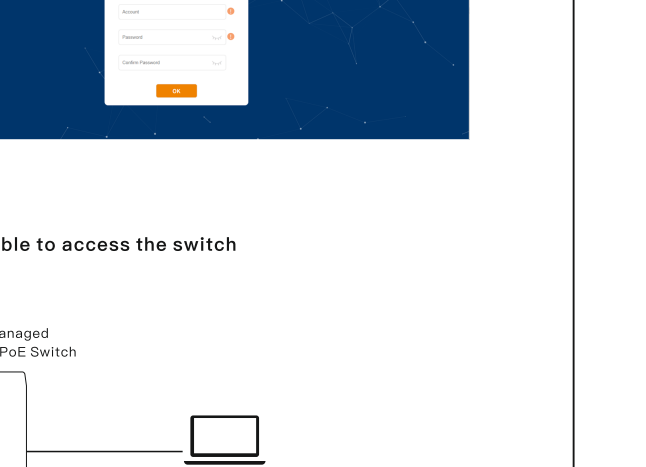 Account
Password
Confirm Password
OK
ble to access the switch
anaged
PoE Switch